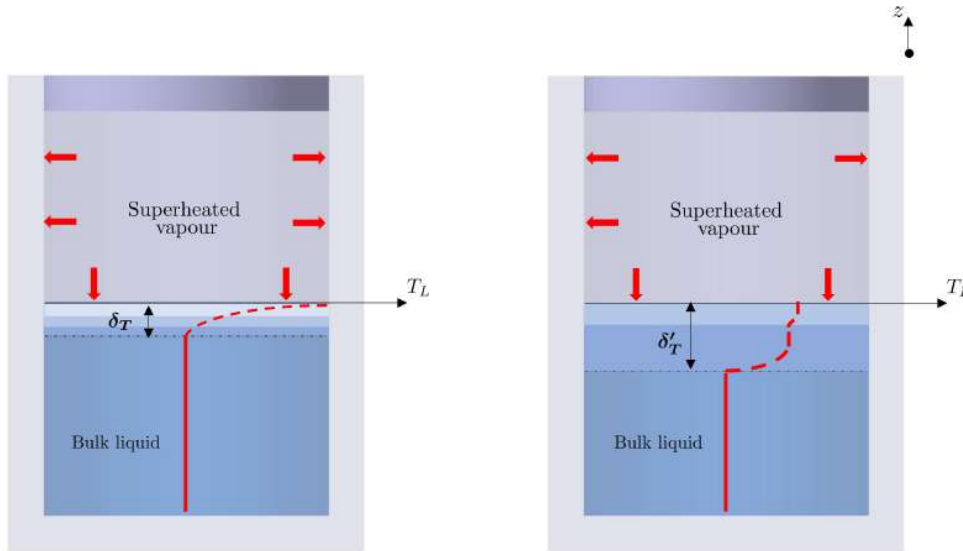 z
Superheated
vapour
T_L
δ_T
Bulk liquid
Superheated
vapour
T
δ'_T
Bulk liquid